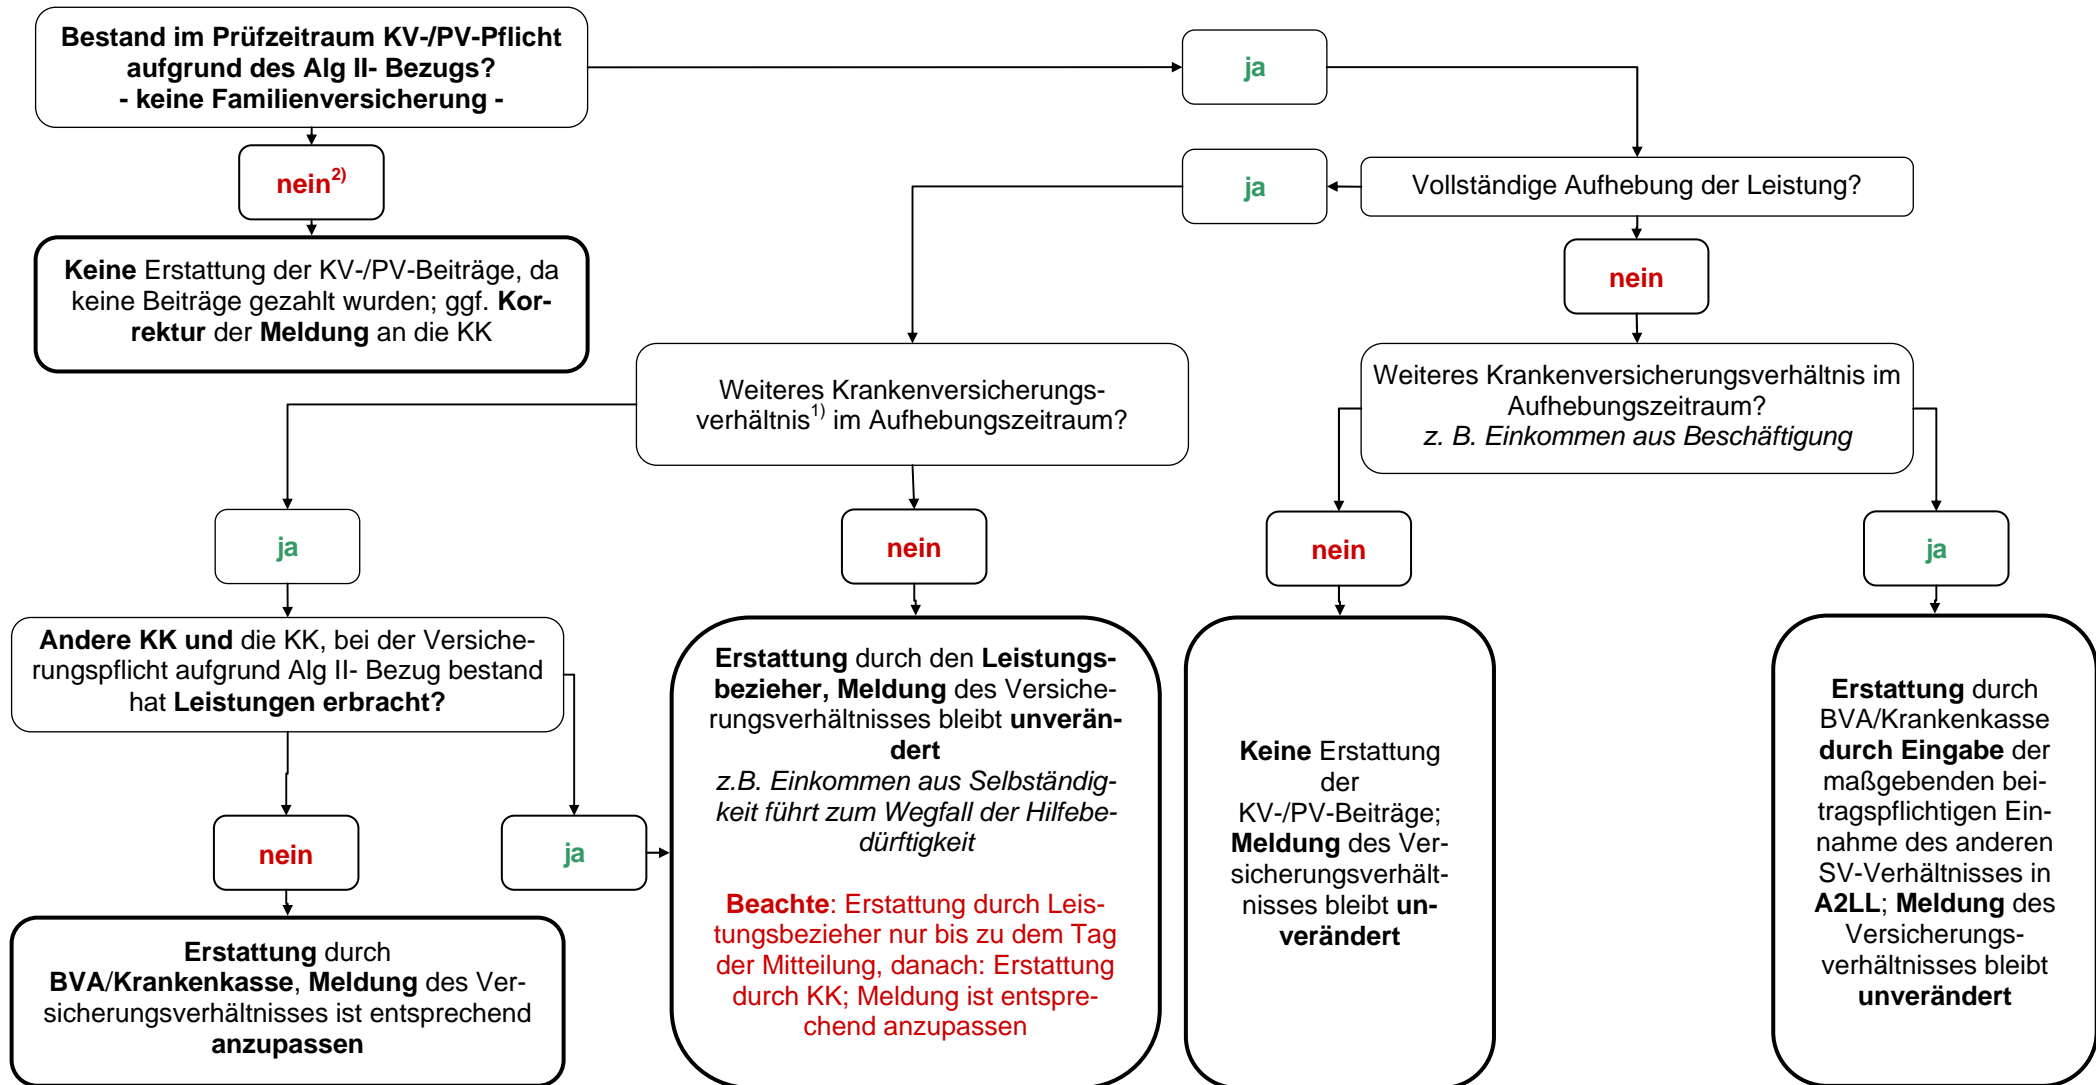 Bestand im Prüfzeitraum KV-/PV-Pflicht
aufgrund des Alg II- Bezugs?
- keine Familienversicherung -
ja
nein2)
ja
Vollständige Aufhebung der Leistung?
Keine Erstattung der KV-/PV-Beiträge, da
keine Beiträge gezahlt wurden; ggf. Kor-
rektur der Meldung an die KK
nein
Weiteres Krankenversicherungs-
verhältnis1) im Aufhebungszeitraum?
Weiteres Krankenversicherungsverhältnis im
Aufhebungszeitraum?
z. B. Einkommen aus Beschäftigung
ja
nein
nein
ja
Andere KK und die KK, bei der Versiche-
rungspflicht aufgrund Alg II- Bezug bestand
hat Leistungen erbracht?
Erstattung durch den Leistungs-
bezieher, Meldung des Versiche-
rungsverhältnisses bleibt unverän-
dert
z.B. Einkommen aus Selbständig-
keit führt zum Wegfall der Hilfebe-
dürftigkeit
Beachte: Erstattung durch Leis-
tungsbezieher nur bis zu dem Tag
der Mitteilung, danach: Erstattung
durch KK; Meldung ist entspre-
chend anzupassen
Keine Erstattung
der
KV-/PV-Beiträge;
Meldung des Ver-
sicherungsverhält-
nisses bleibt un-
verändert
Erstattung durch
BVA/Krankenkasse
durch Eingabe der
maßgebenden bei-
tragspflichtigen Ein-
nahme des anderen
SV-Verhältnisses in
A2LL; Meldung des
Versicherungs-
verhältnisses bleibt
unverändert
nein
ja
Erstattung durch
BVA/Krankenkasse, Meldung des Ver-
sicherungsverhältnisses ist entsprechend
anzupassen